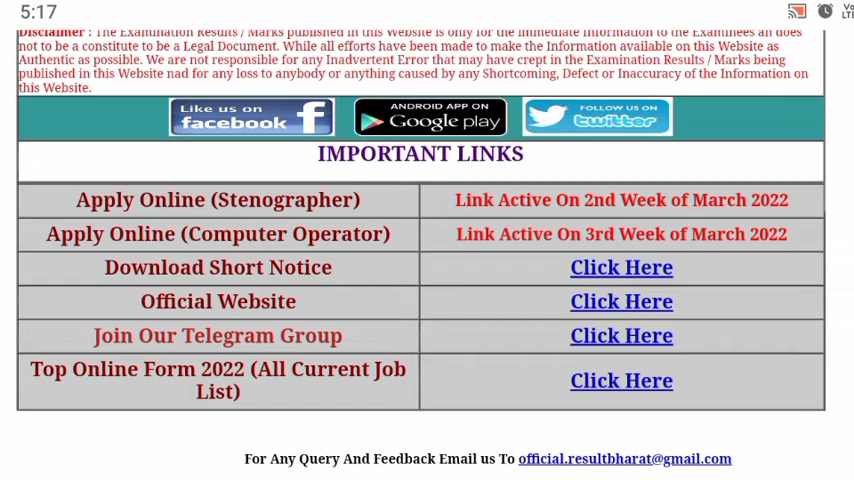 5:17
Vo
LTE
Disclaimer : The Examination Results / Marks published in this Website is only for the immediate Information to the Examinees an does
not to be a constitute to be a Legal Document. While all efforts have been made to make the Information available on this Website as
Authentic as possible. We are not responsible for any Inadvertent Error that may have crept in the Examination Results / Marks being
published in this Website nad for any loss to anybody or anything caused by any Shortcoming, Defect or Inaccuracy of the Information on
this Website.
Like us on
facebook
ANDROID APP ON
Google play
FOLLOW US ON
twitter
IMPORTANT LINKS
Apply Online (Stenographer) Link Active On 2nd Week of March 2022
Apply Online (Computer Operator) Link Active On 3rd Week of March 2022
Download Short Notice Click Here
Official Website Click Here
Join Our Telegram Group Click Here
Top Online Form 2022 (All Current Job
List) Click Here
For Any Query And Feedback Email us To official.resultbharat@gmail.com